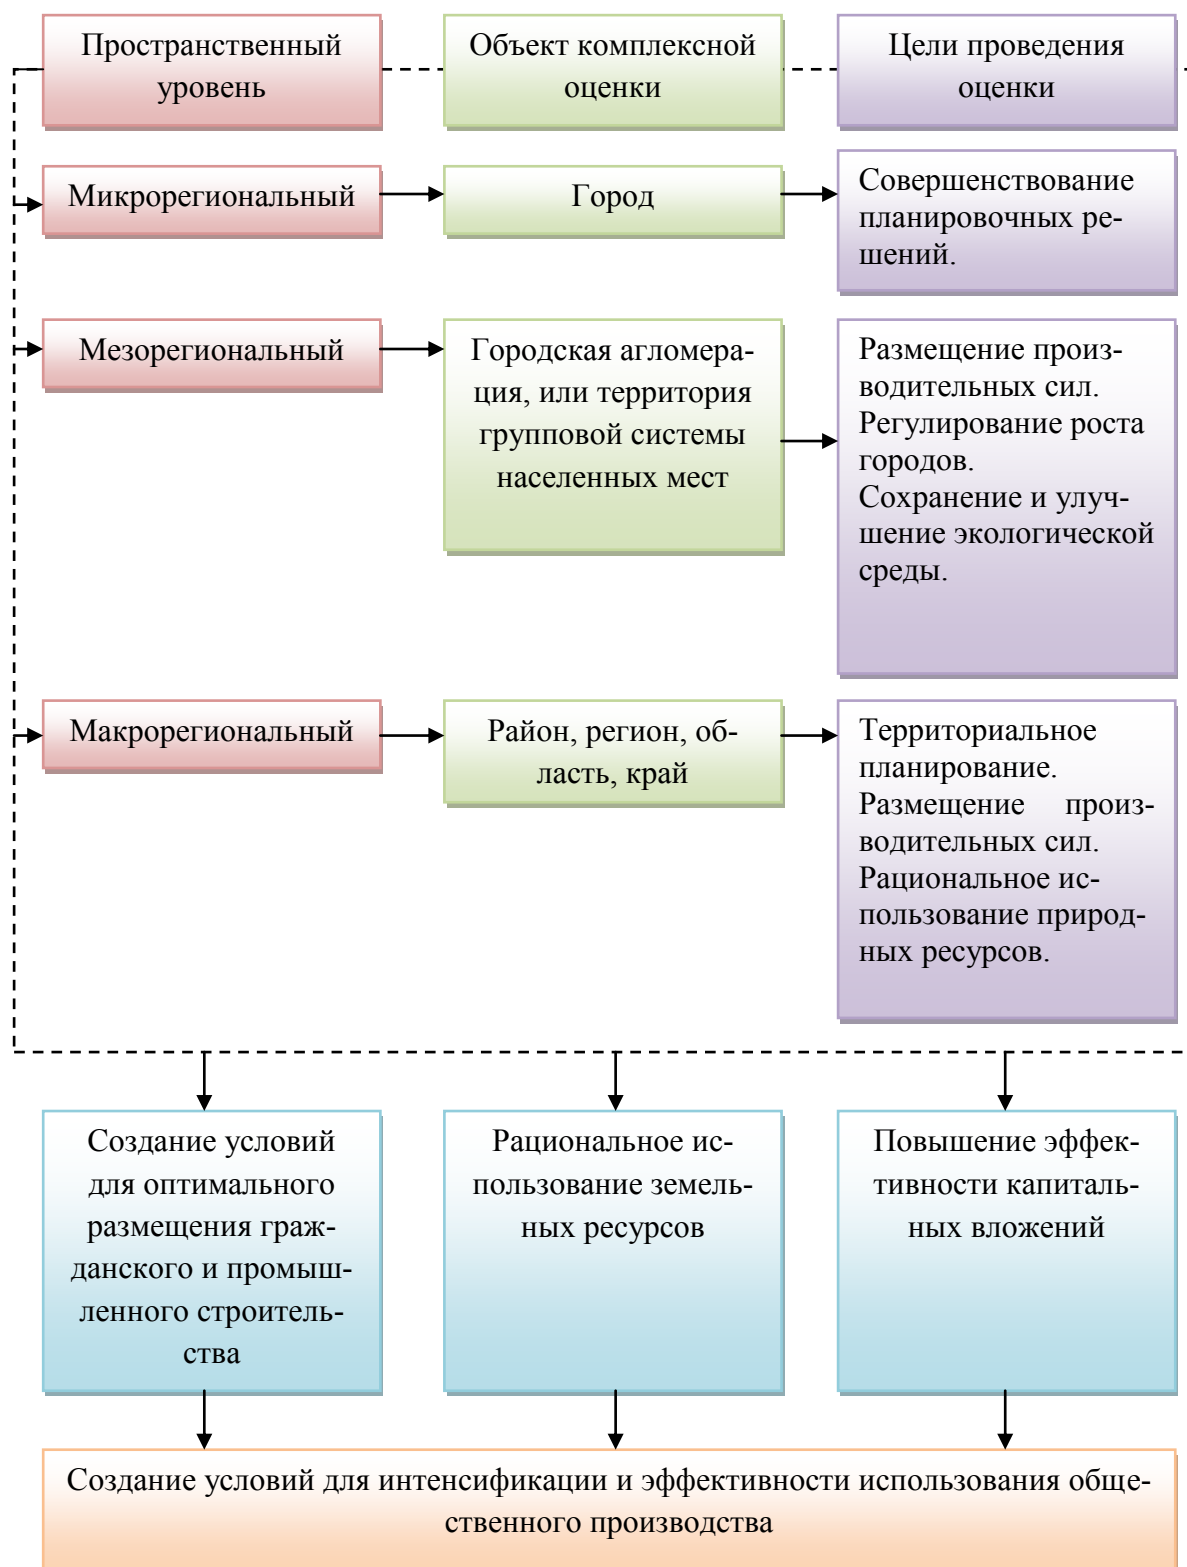 Пространственный
уровень
Объект комплексной
оценки
Цели проведения
оценки
Микрорегиональный
Город
Совершенствование
планировочных ре-
шений.
Мезорегиональный
Городская агломера-
ция, или территория
групповой системы
населенных мест
Размещение произ-
водительных сил.
Регулирование роста
городов.
Сохранение и улуч-
шение экологической
среды.
Макрорегиональный
Район, регион, об-
ласть, край
Территориальное
планирование.
Размещение произ-
водительных сил.
Рациональное ис-
пользование природ-
ных ресурсов.
Создание условий
для оптимального
размещения граж-
данского и промыш-
ленного строитель-
ства
Рациональное ис-
пользование земель-
ных ресурсов
Повышение эффек-
тивности капиталь-
ных вложений
Создание условий для интенсификации и эффективности использования обще-
ственного производства